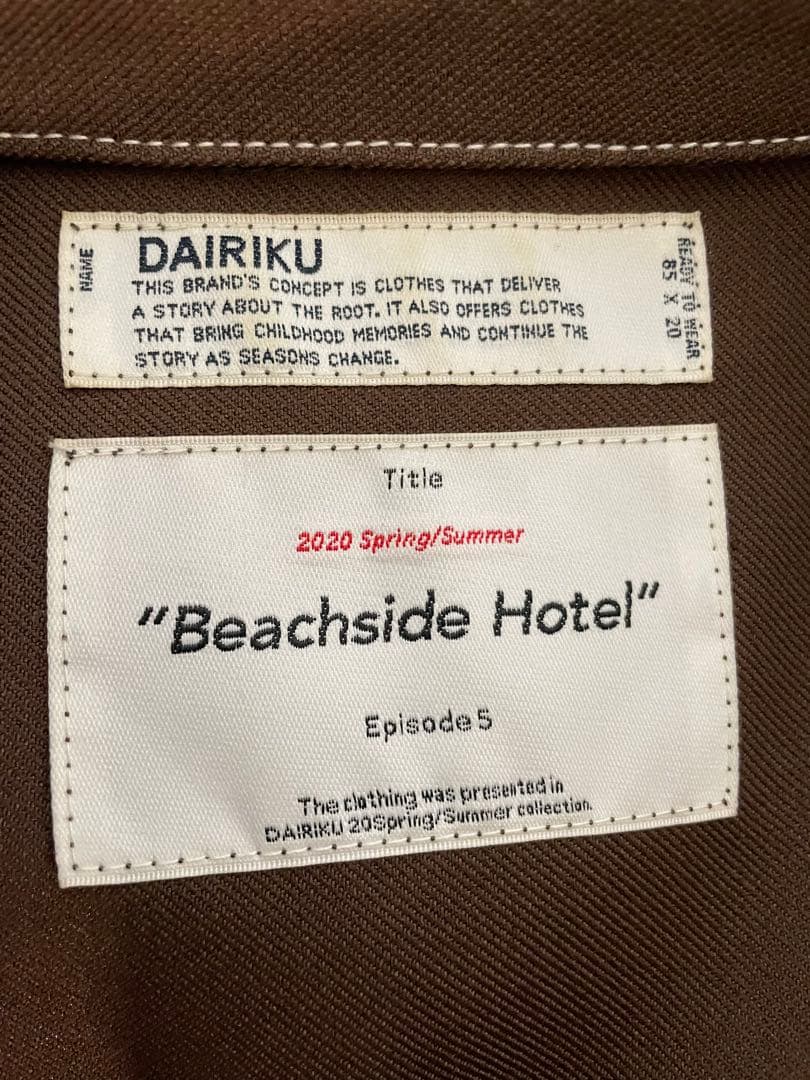 NAME
DAIRIKU
THIS BRAND'S CONCEPT IS CLOTHES THAT DELIVER
A STORY ABOUT THE ROOT. IT ALSO OFFERS CLOTHES
THAT BRING CHILDHOOD MEMORIES AND CONTINUE THE
STORY AS SEASONS CHANGE.
READY TO WEAR
85 X 20
Title
2020 Spring/Summer
"Beachside Hotel"
Episode 5
The clothing was presented in
DAIRIKU 20Spring/Summer collection.